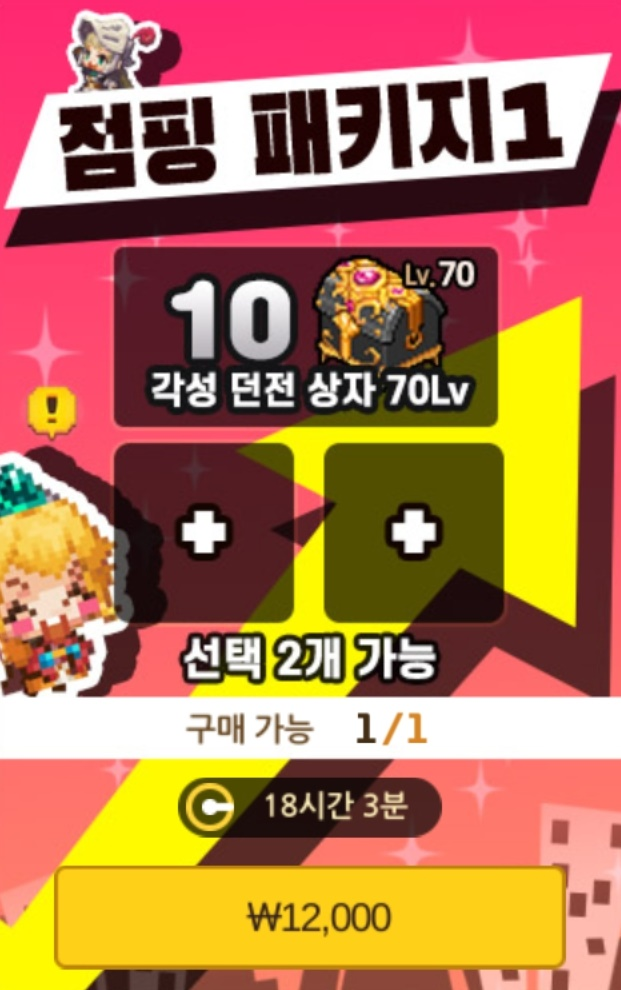 점핑 패키지1
Lv.70
10
각성 던전 상자 70Lv
!
선택 2개 가능
구매 가능 1/1
18시간 3분
₩12,000